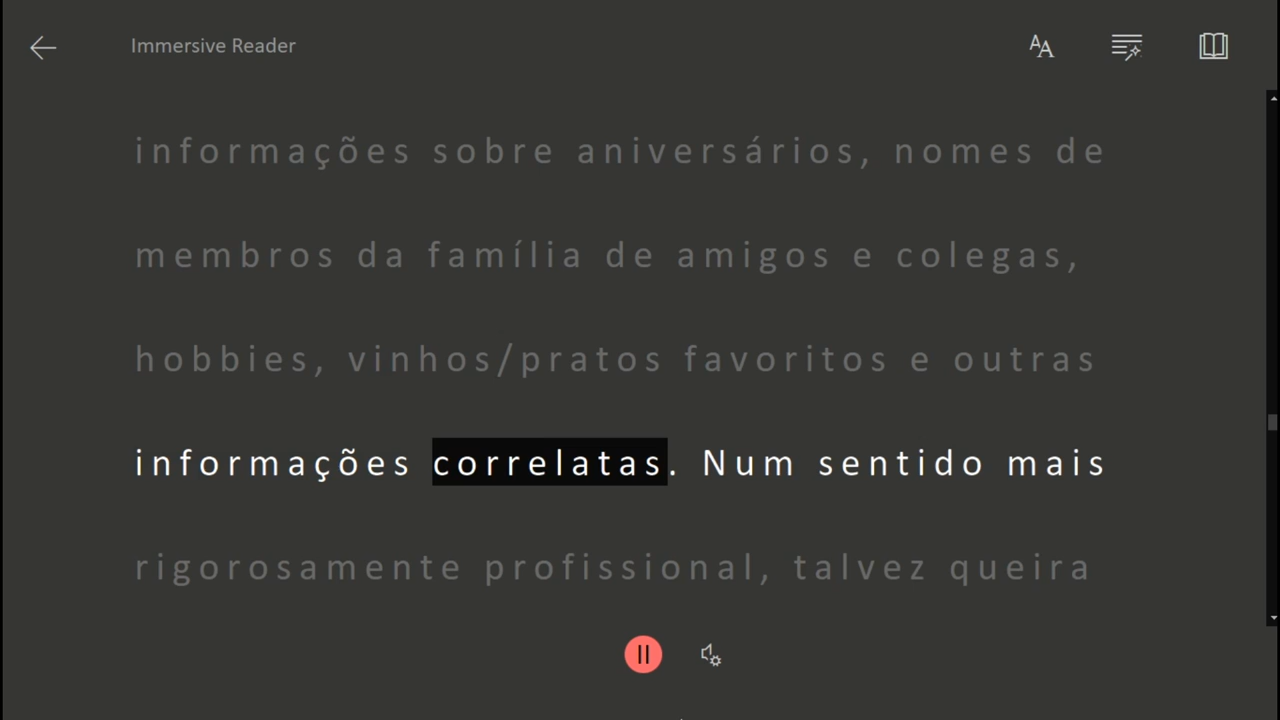 Immersive Reader
informações sobre aniversários, nomes de
membros da família de amigos e colegas,
hobbies, vinhos/pratos favoritos e outras
informações correlatas. Num sentido mais
rigorosamente profissional, talvez queira